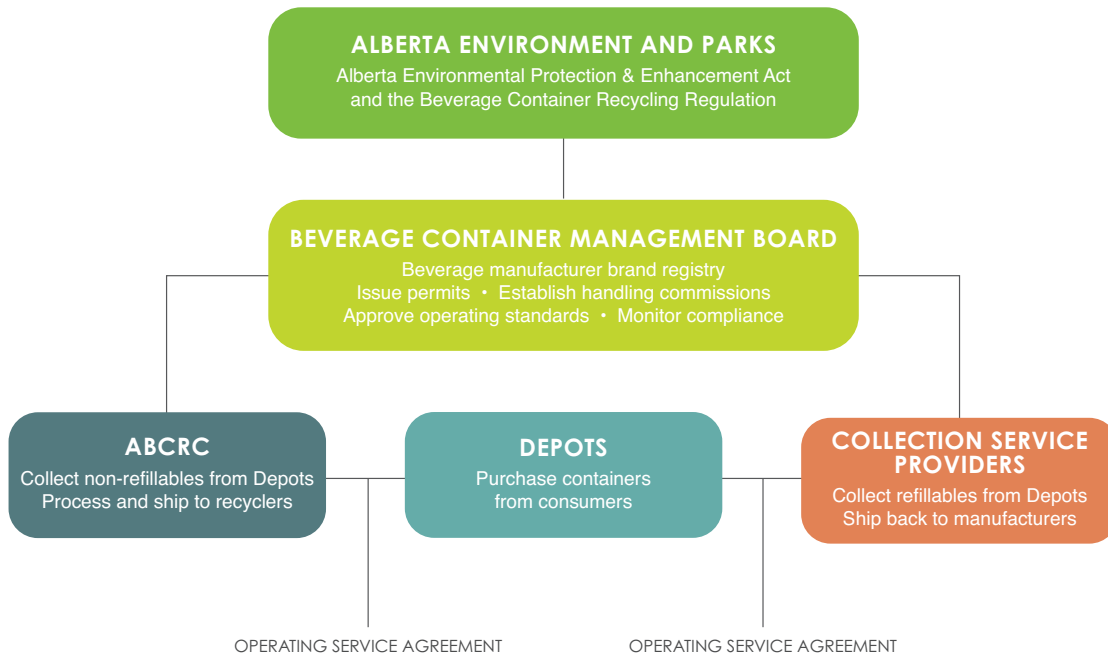 ALBERTA ENVIRONMENT AND PARKS
Alberta Environmental Protection & Enhancement Act
and the Beverage Container Recycling Regulation
BEVERAGE CONTAINER MANAGEMENT BOARD
Beverage manufacturer brand registry
Issue permits • Establish handling commissions
Approve operating standards • Monitor compliance
ABCRC
Collect non-refillables from Depots
Process and ship to recyclers
DEPOTS
Purchase containers
from consumers
COLLECTION SERVICE
PROVIDERS
Collect refillables from Depots
Ship back to manufacturers
OPERATING SERVICE AGREEMENT
OPERATING SERVICE AGREEMENT